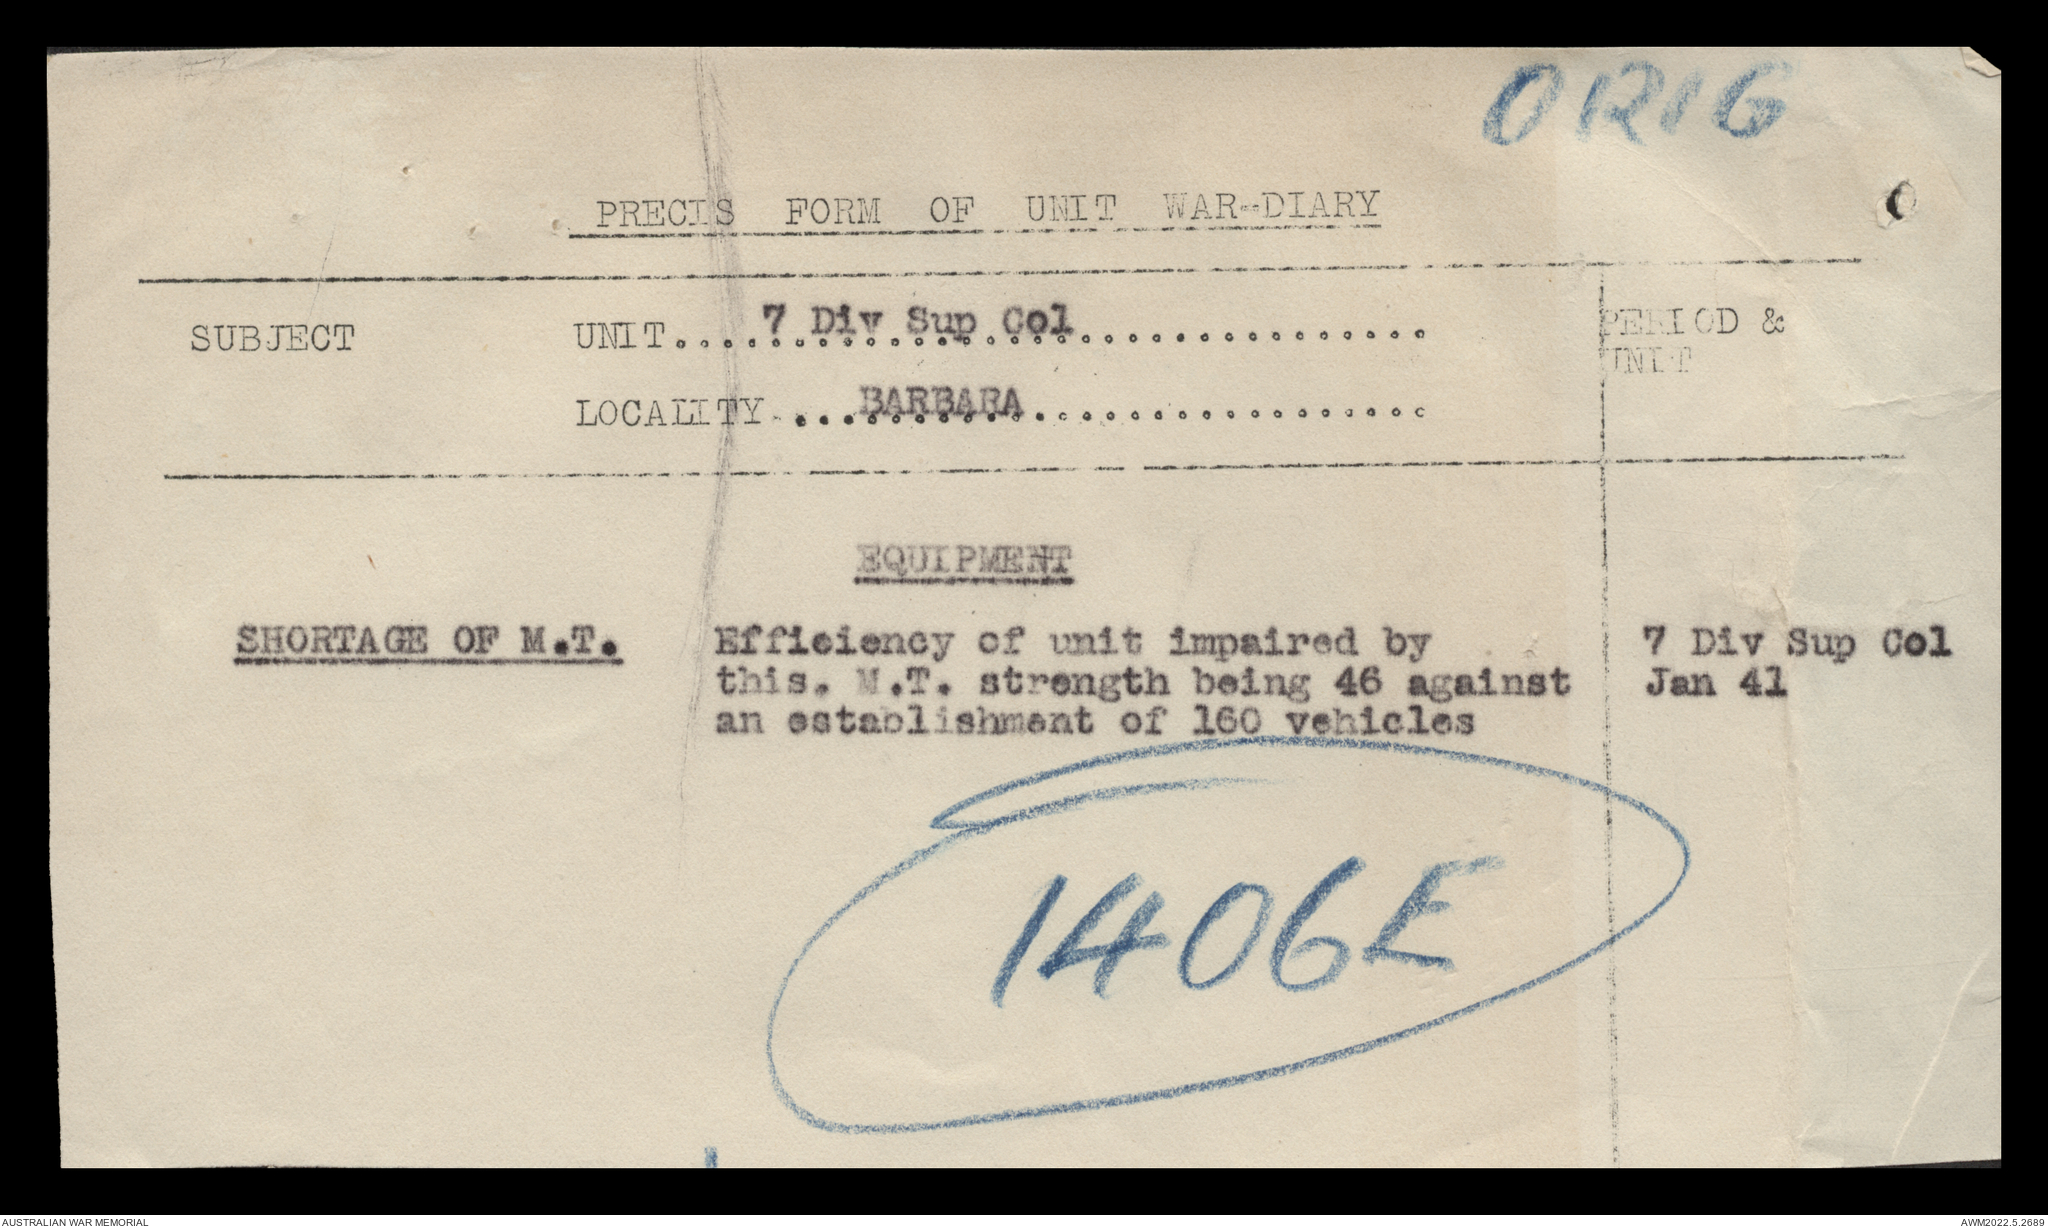 ORIG
PRECIS FORM OF UNIT WAR-DIARY
SUBJECT UNIT....7 Div Sup Col............... PERIOD &
UNIT
LOCALITY ....BARBARA.................
EQUIPMENT
SHORTAGE OF M.T. Efficiency of unit impaired by 7 Div Sup Col
this. M.T. strength being 46 against Jan 41
an establishment of 160 vehicles
1406E
AUSTRALIAN WAR MEMORIAL AWM2022.5.2689